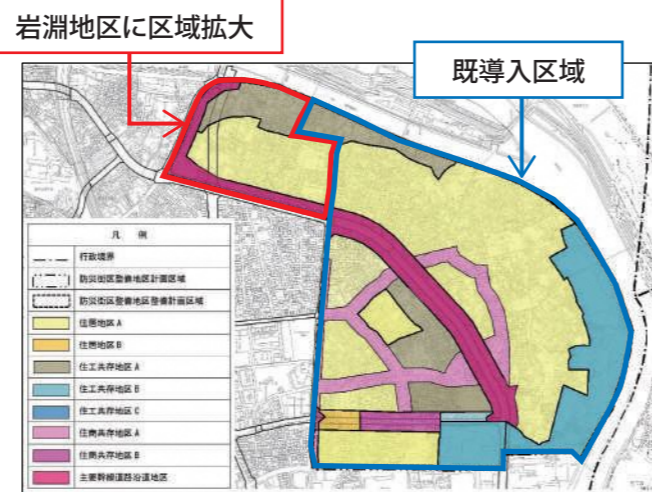 岩淵地区に区域拡大
既導入区域
凡 例
行政境界
防災街区整備地区計画区域
防災街区整備地区整備計画区域
住居地区A
住居地区B
住工共存地区A
住工共存地区B
住工共存地区C
住商共存地区A
住商共存地区B
主要幹線道路沿道地区